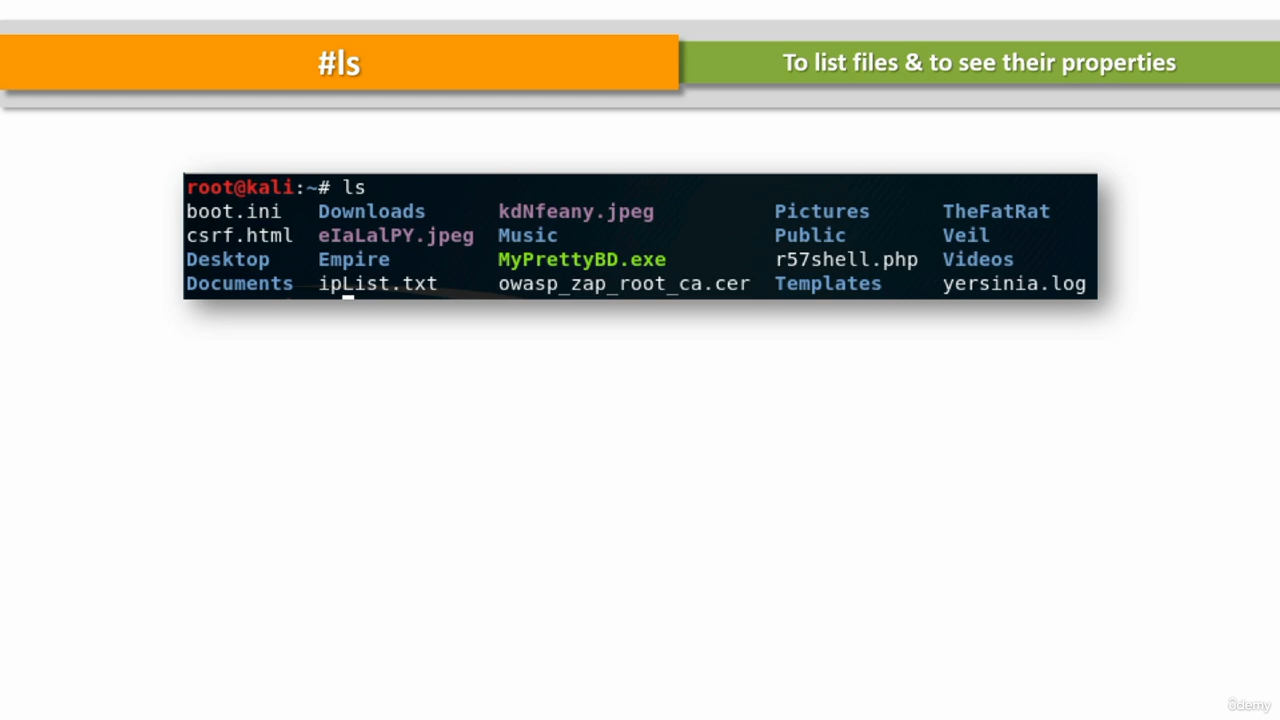 #ls
To list files & to see their properties
root@kali:~# ls
boot.ini Downloads kdNfeany.jpeg Pictures TheFatRat
csrf.html eIaLalPY.jpeg Music Public Veil
Desktop Empire MyPrettyBD.exe r57shell.php Videos
Documents ipList.txt owasp_zap_root_ca.cer Templates yersinia.log
ûdemy